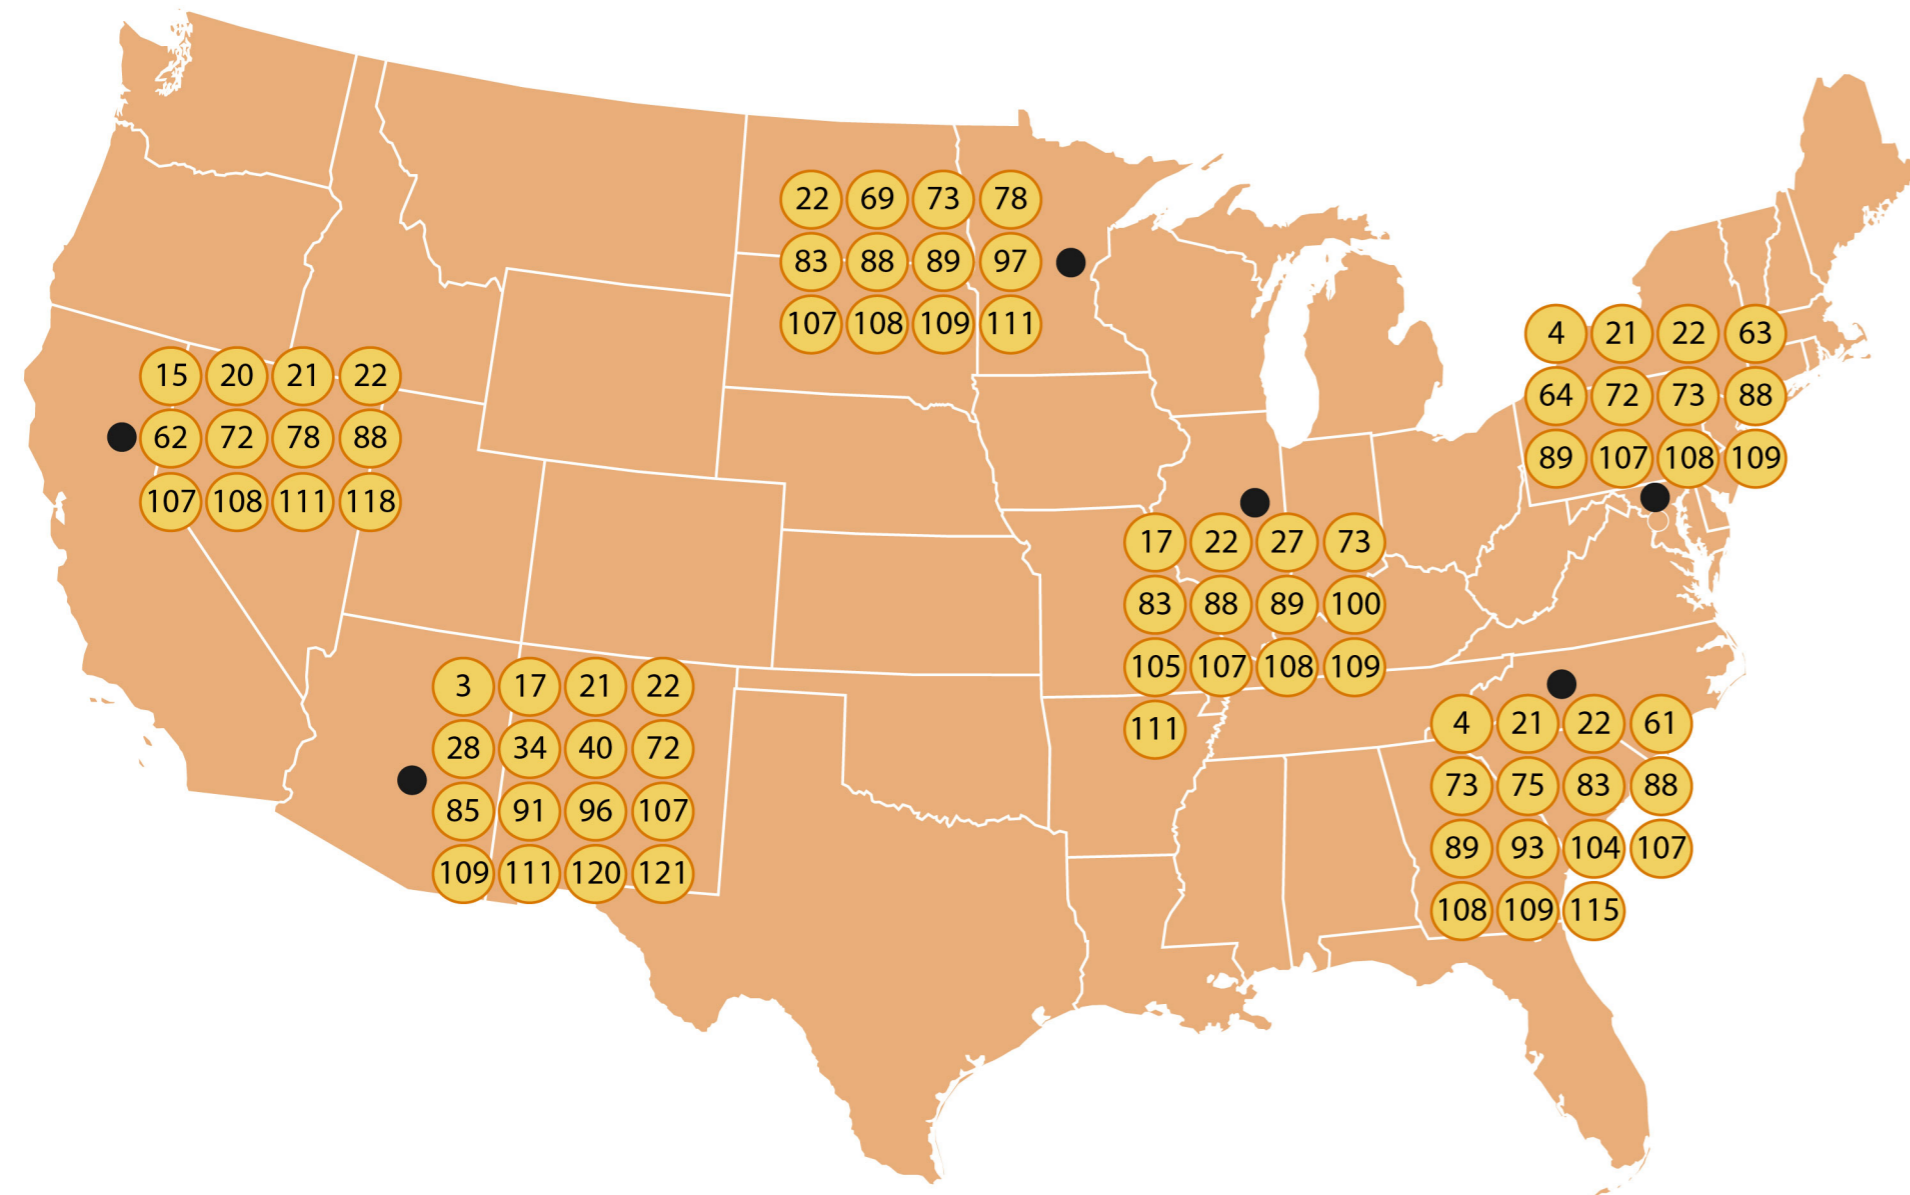 22 69 73 78
83 88 89 97
107 108 109 111
4 21 22 63
64 72 73 88
89 107 108 109
15 20 21 22
62 72 78 88
107 108 111 118
17 22 27 73
83 88 89 100
105 107 108 109
111
3 17 21 22
28 34 40 72
85 91 96 107
109 111 120 121
4 21 22 61
73 75 83 88
89 93 104 107
108 109 115